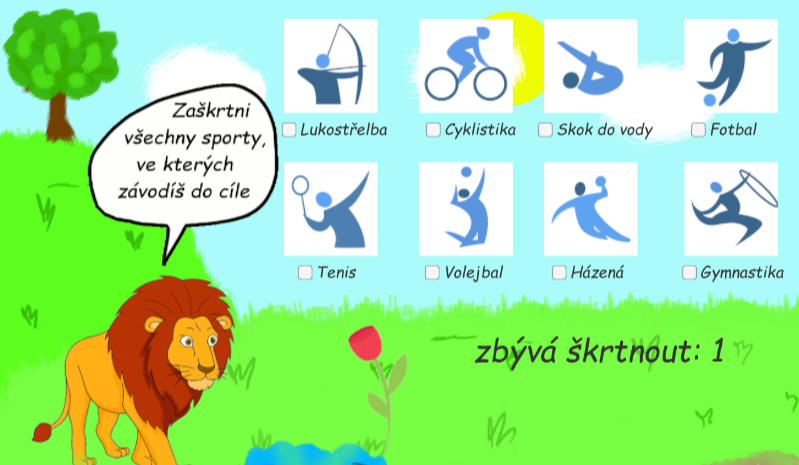 Zaškrtni
všechny sporty,
ve kterých
závodíš do cíle
Lukostřelba
Cyklistika
Skok do vody
Fotbal
Tenis
Volejbal
Házená
Gymnastika
zbývá škrtnout: 1